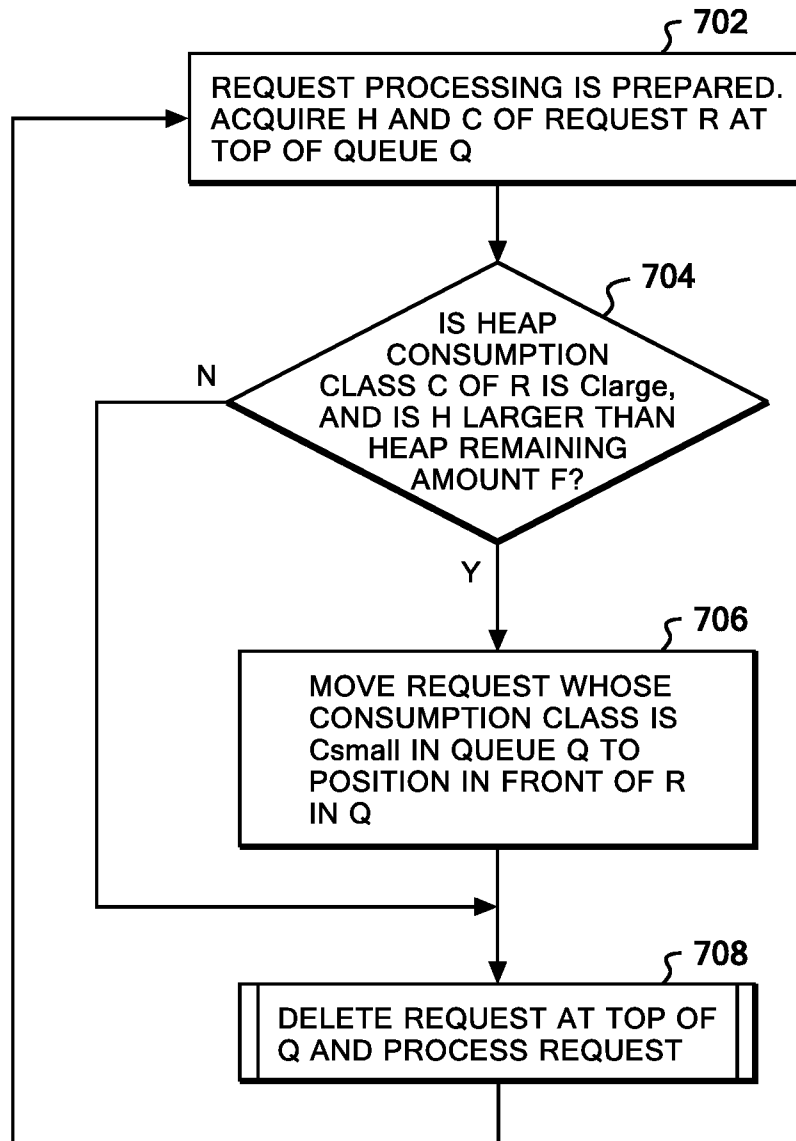 702
REQUEST PROCESSING IS PREPARED.
ACQUIRE H AND C OF REQUEST R AT
TOP OF QUEUE Q
704
IS HEAP
CONSUMPTION
CLASS C OF R IS Clarge,
AND IS H LARGER THAN
HEAP REMAINING
AMOUNT F?
N
Y
706
MOVE REQUEST WHOSE
CONSUMPTION CLASS IS
Csmall IN QUEUE Q TO
POSITION IN FRONT OF R
IN Q
708
DELETE REQUEST AT TOP OF
Q AND PROCESS REQUEST